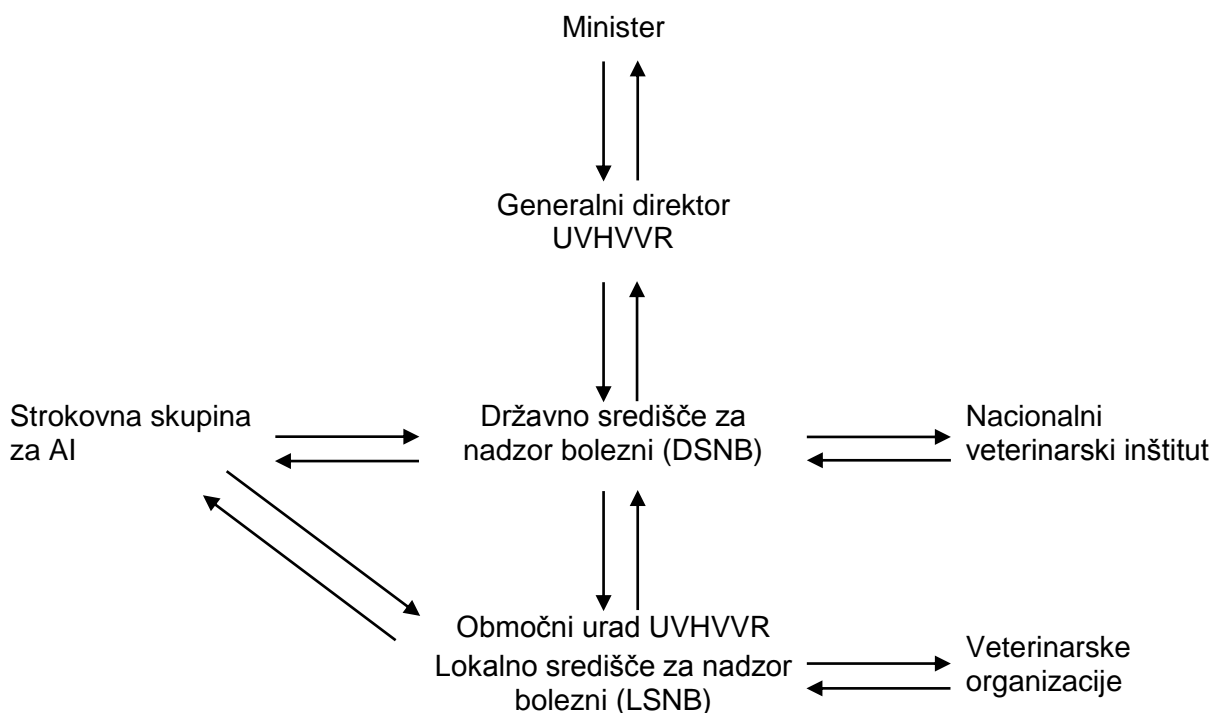 Minister
Generalni direktor
UVHVVR
Strokovna skupina
za AI
Državno središče za
nadzor bolezni (DSNB)
Nacionalni
veterinarski inštitut
Območni urad UVHVVR
Lokalno središče za nadzor
bolezni (LSNB)
Veterinarske
organizacije